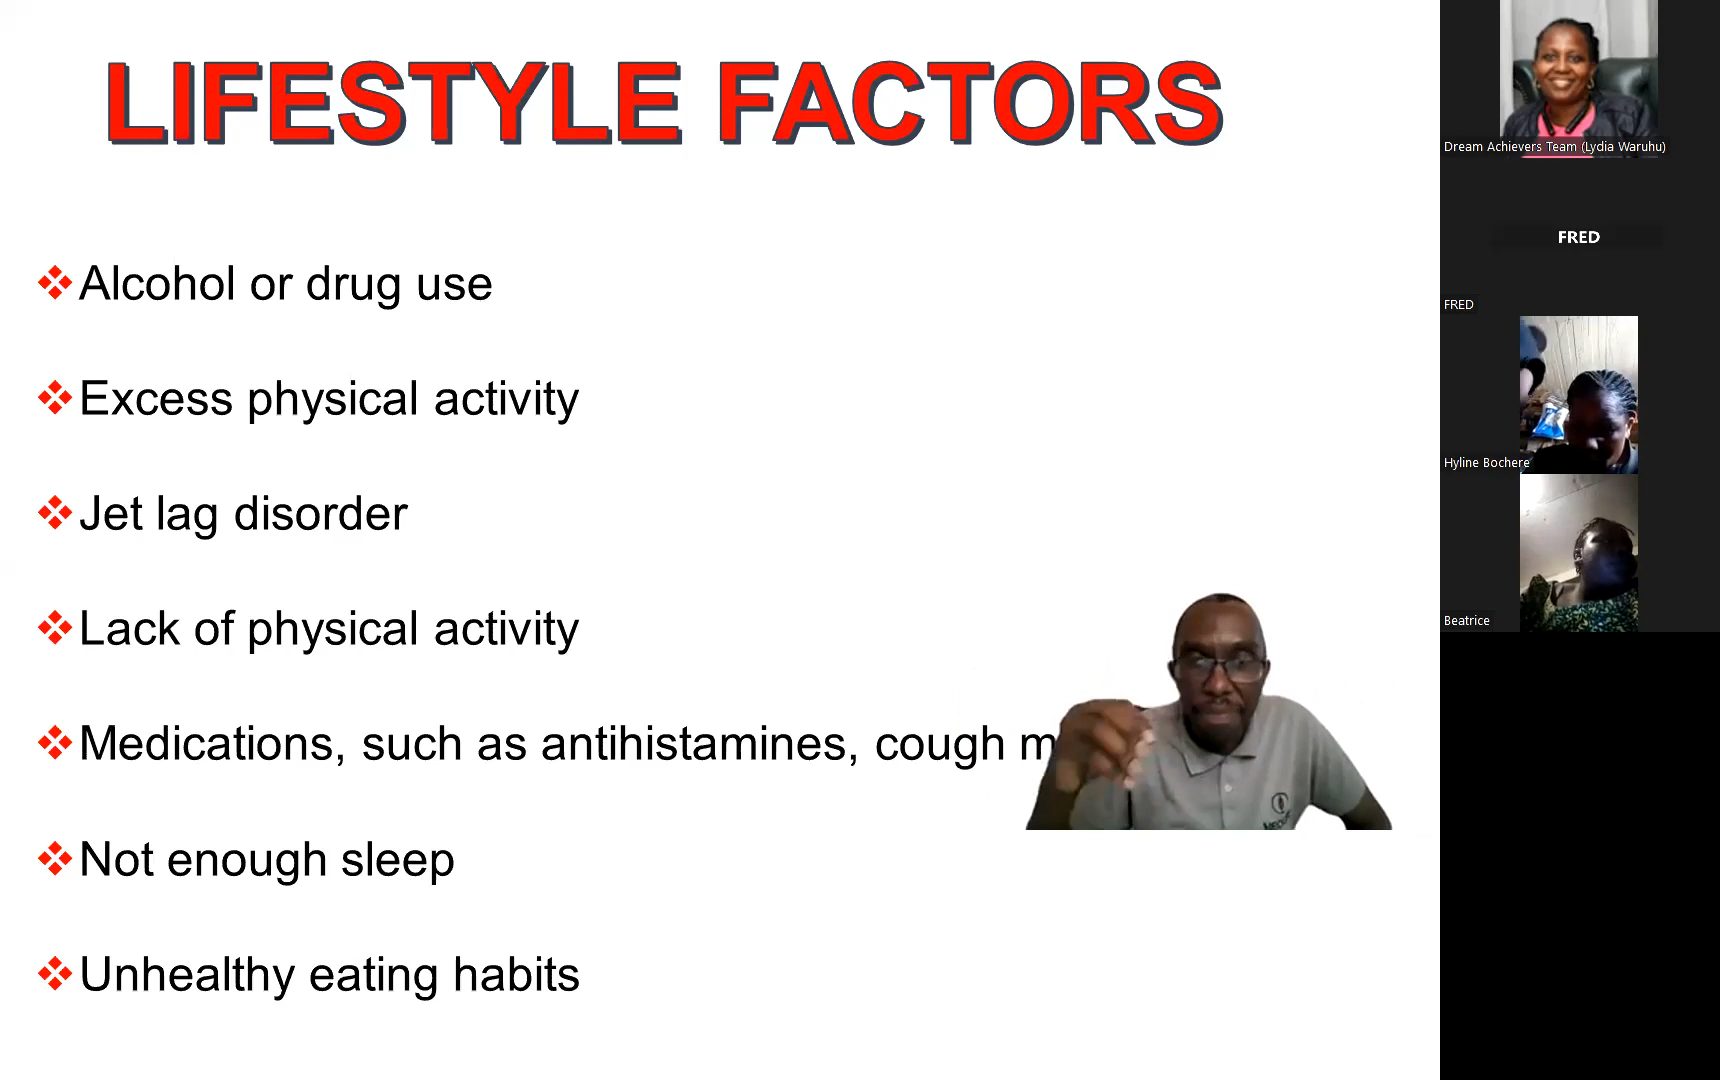 LIFESTYLE FACTORS
Alcohol or drug use
Excess physical activity
Jet lag disorder
Lack of physical activity
Medications, such as antihistamines, cough
Not enough sleep
Unhealthy eating habits
Dream Achievers Team (Lydia Waruhu)
FRED
FRED
Hyline Bochere
Beatrice